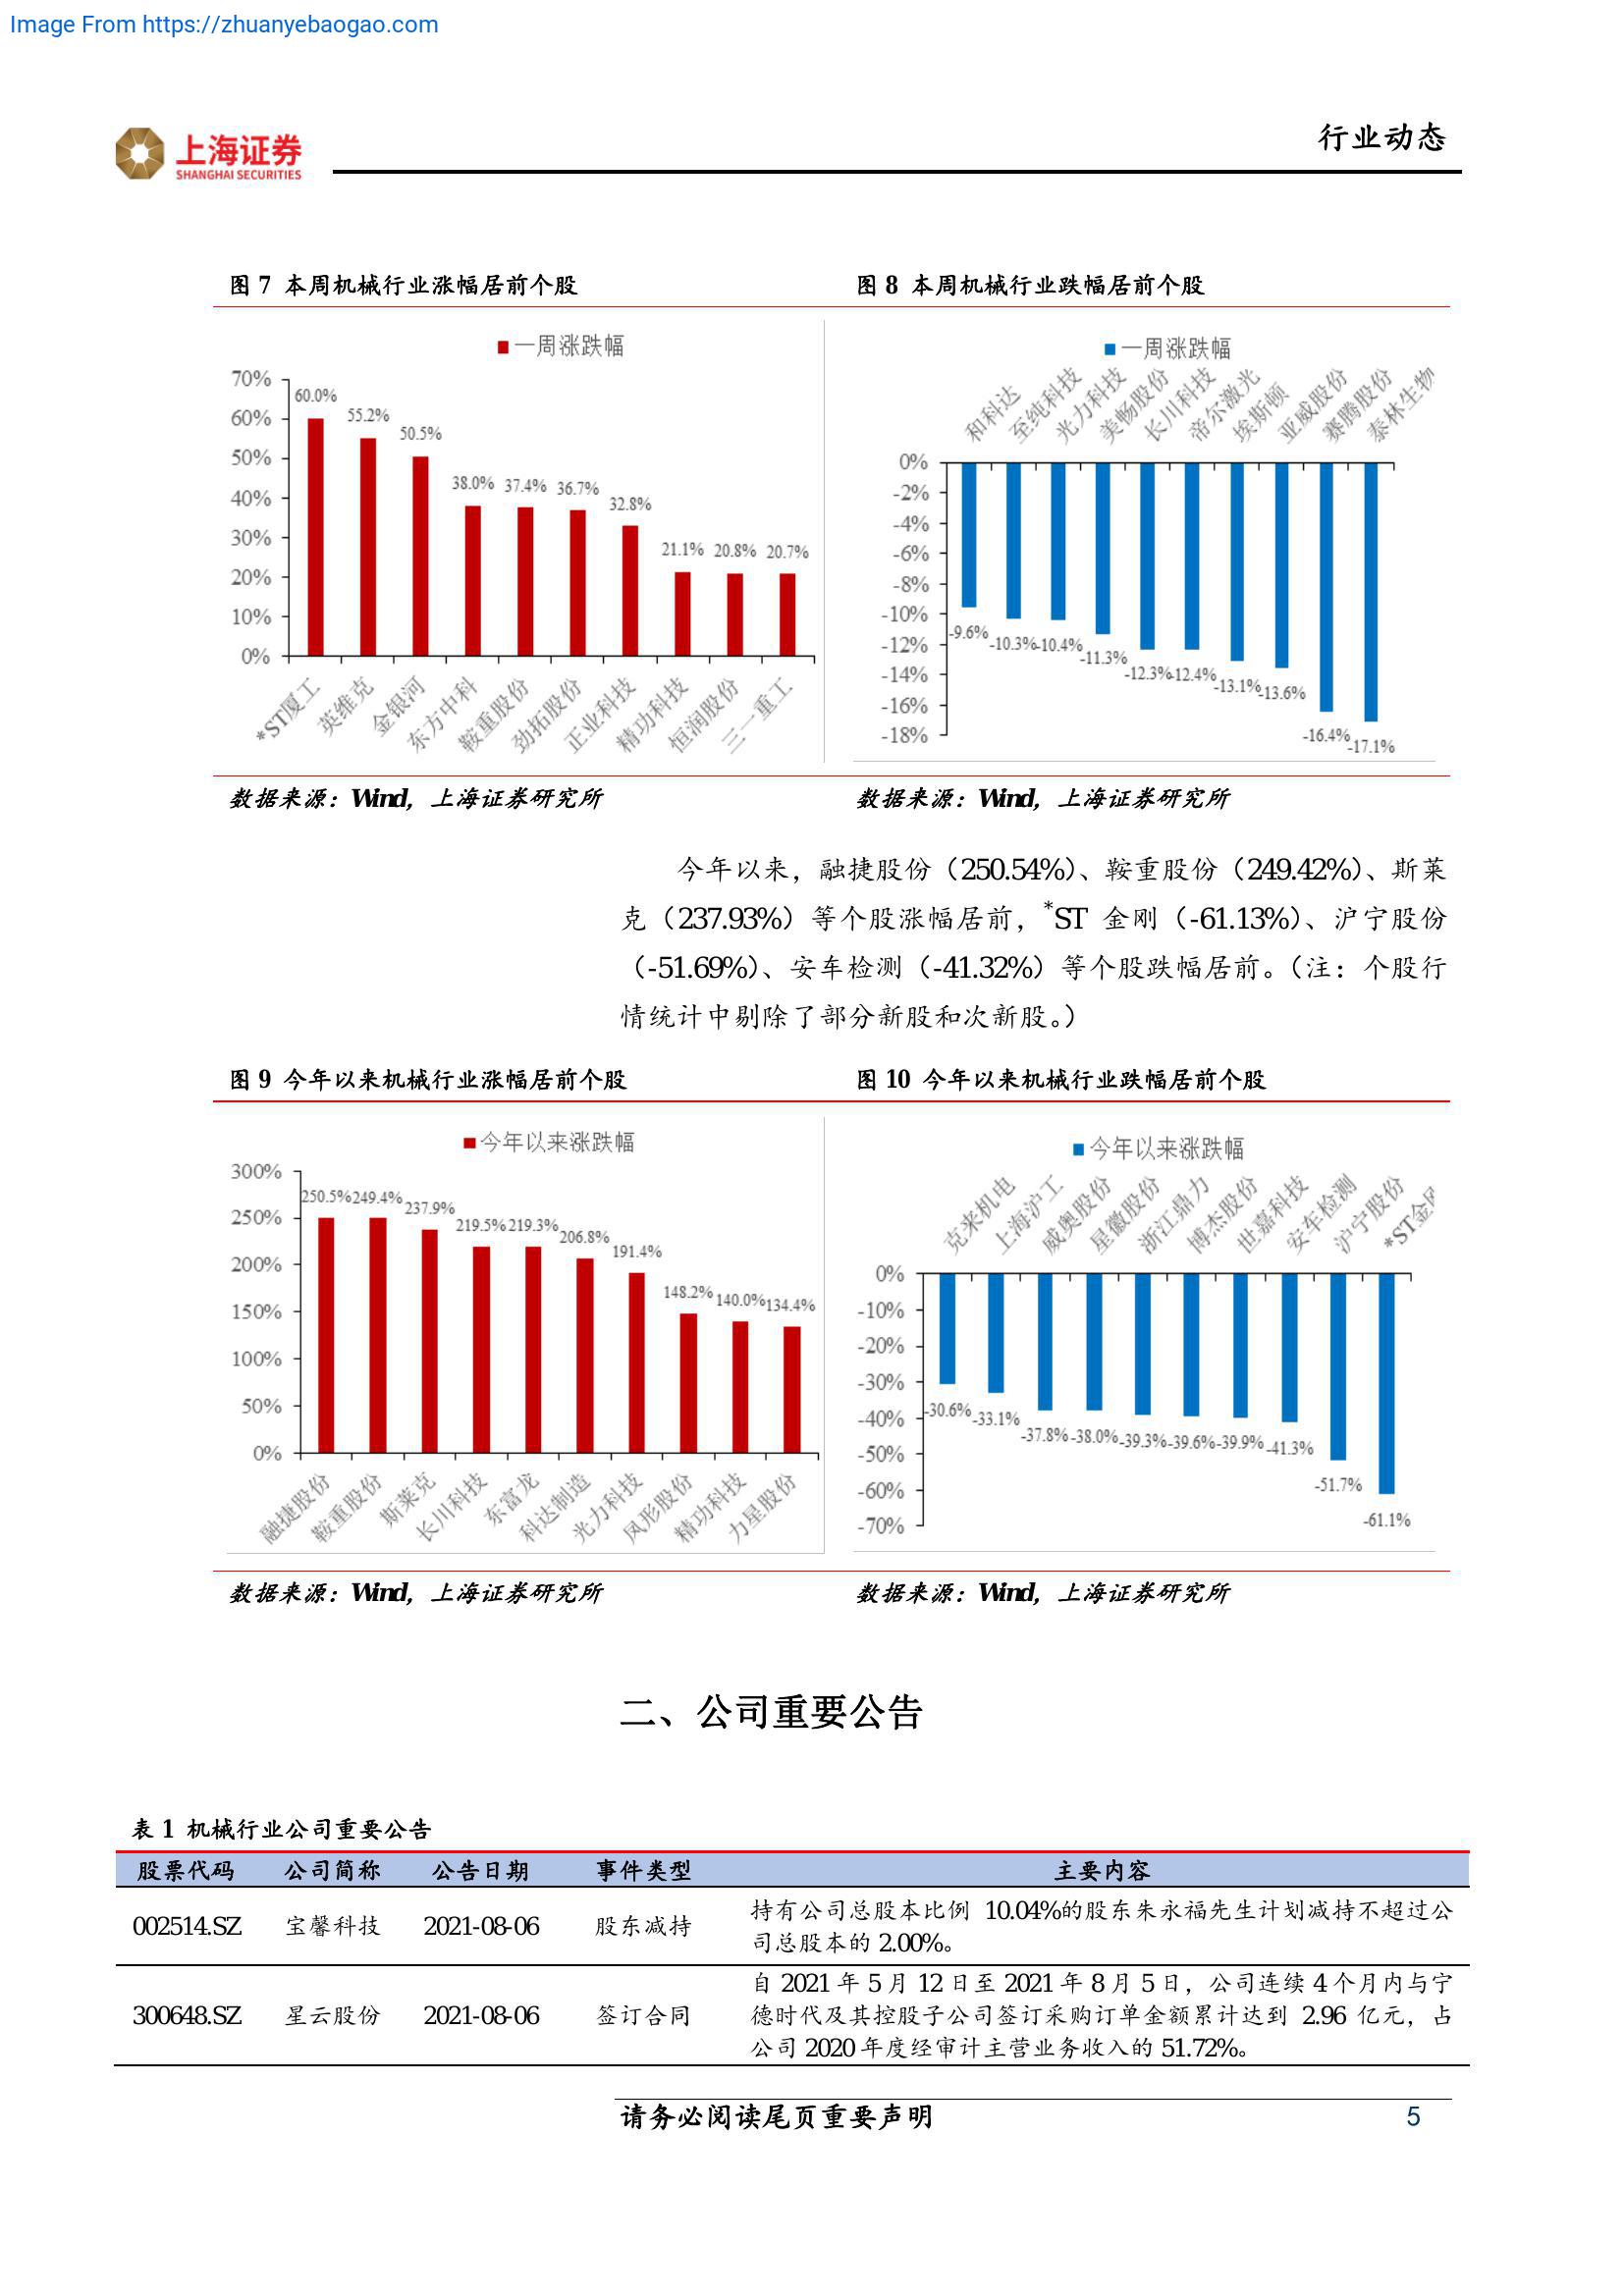 Image From https://zhuanyebaogao.com
上海证券
SHANGHAI SECURITIES
行业动态
图 7 本周机械行业涨幅居前个股
一周涨跌幅
70%
60%
50%
40%
30%
20%
10%
0%
60.0%
55.2%
50.5%
38.0%
37.4%
36.7%
32.8%
21.1%
20.8%
20.7%
*ST厦工
英维克
金银河
东方中科
鞍重股份
劲拓股份
正业科技
精功科技
恒润股份
三一重工
数据来源：Wind，上海证券研究所
图 8 本周机械行业跌幅居前个股
一周涨跌幅
和科达
至纯科技
光力科技
美畅股份
长川科技
帝尔激光
埃斯顿
亚威股份
赛腾股份
泰林生物
0%
-2%
-4%
-6%
-8%
-10%
-12%
-14%
-16%
-18%
-9.6%
-10.3%
-10.4%
-11.3%
-12.3%
-12.4%
-13.1%
-13.6%
-16.4%
-17.1%
数据来源：Wind，上海证券研究所
今年以来，融捷股份（250.54%）、鞍重股份（249.42%）、斯莱
克（237.93%）等个股涨幅居前，*ST 金刚（-61.13%）、沪宁股份
（-51.69%）、安车检测（-41.32%）等个股跌幅居前。（注：个股行
情统计中剔除了部分新股和次新股。）
图 9 今年以来机械行业涨幅居前个股
今年以来涨跌幅
300%
250%
200%
150%
100%
50%
0%
250.5%
249.4%
237.9%
219.5%
219.3%
206.8%
191.4%
148.2%
140.0%
134.4%
融捷股份
鞍重股份
斯莱克
长川科技
东富龙
科达制造
光力科技
凤形股份
精功科技
力星股份
数据来源：Wind，上海证券研究所
图 10 今年以来机械行业跌幅居前个股
今年以来涨跌幅
克来机电
上海沪工
威奥股份
星徽股份
浙江鼎力
博杰股份
世嘉科技
安车检测
沪宁股份
*ST金
0%
-10%
-20%
-30%
-40%
-50%
-60%
-70%
-30.6%
-33.1%
-37.8%
-38.0%
-39.3%
-39.6%
-39.9%
-41.3%
-51.7%
-61.1%
数据来源：Wind，上海证券研究所
二、公司重要公告
表 1 机械行业公司重要公告
股票代码 公司简称 公告日期 事件类型 主要内容
002514.SZ 宝馨科技 2021-08-06 股东减持 持有公司总股本比例 10.04%的股东朱永福先生计划减持不超过公
司总股本的 2.00%。
300648.SZ 星云股份 2021-08-06 签订合同 自 2021 年 5 月 12 日至 2021 年 8 月 5 日，公司连续 4 个月内与宁
德时代及其控股子公司签订采购订单金额累计达到 2.96 亿元，占
公司 2020 年度经审计主营业务收入的 51.72%。
请务必阅读尾页重要声明
5